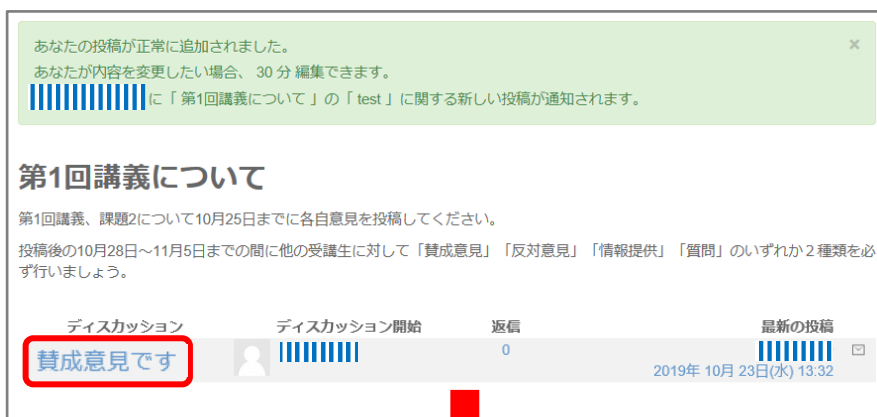 あなたの投稿が正常に追加されました。
×
あなたが内容を変更したい場合、 30 分 編集できます。
に「 第1回講義について 」の「 test 」に関する新しい投稿が通知されます。
第1回講義について
第1回講義、課題2について10月25日までに各自意見を投稿してください。
投稿後の10月28日～11月5日までの間に他の受講生に対して「賛成意見」「反対意見」「情報提供」「質問」のいずれか２種類を必
ず行いましょう。
ディスカッション ディスカッション開始 返信 最新の投稿
賛成意見です 0
2019年 10月 23日(水) 13:32